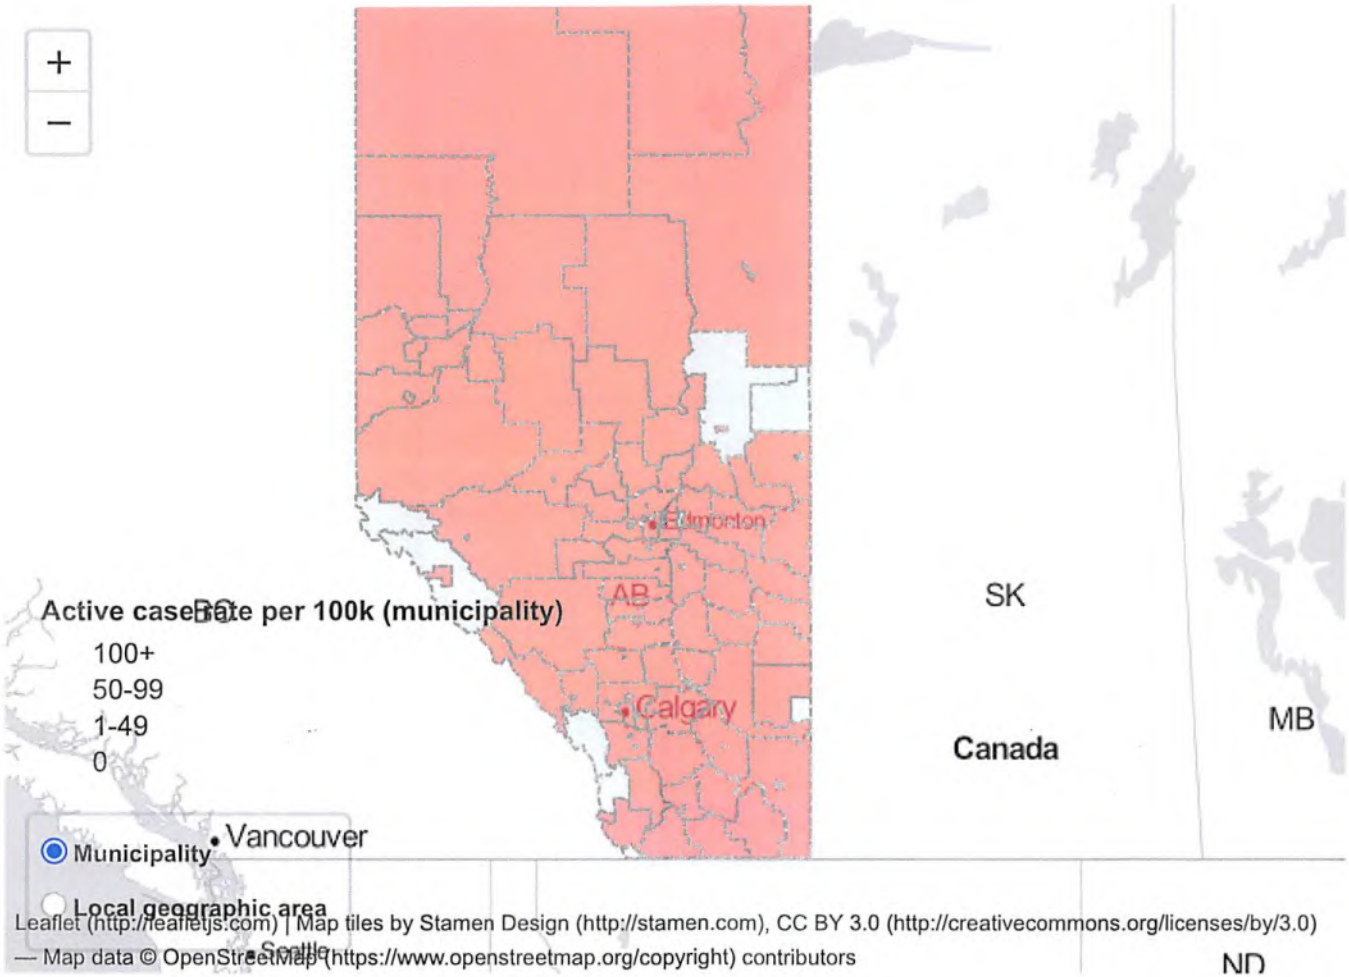 +
−
Edmonton
AB
BC
SK
Active case rate per 100k (municipality)
100+
50-99
1-49
0
Calgary
MB
Canada
Vancouver
Municipality
Local geographic area
Leaflet (http://leafletjs.com) | Map tiles by Stamen Design (http://stamen.com), CC BY 3.0 (http://creativecommons.org/licenses/by/3.0)
Seattle
— Map data © OpenStreetMap (https://www.openstreetmap.org/copyright) contributors
ND